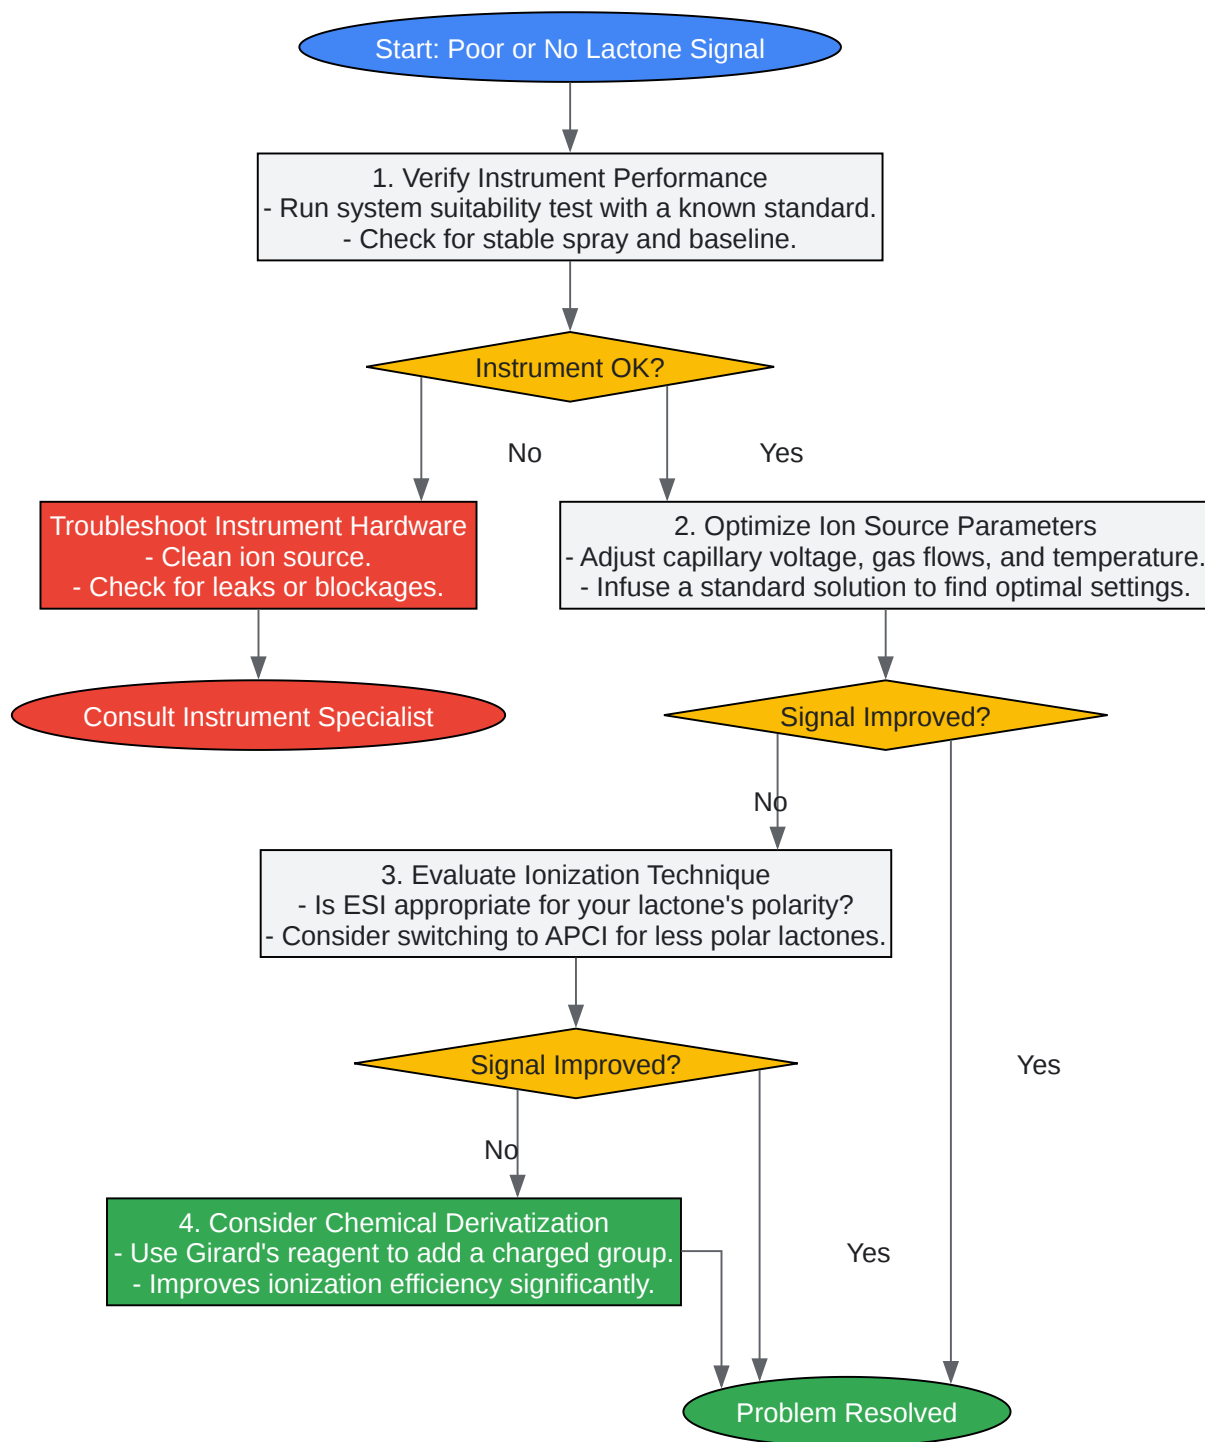 Start: Poor or No Lactone Signal
1. Verify Instrument Performance
- Run system suitability test with a known standard.
- Check for stable spray and baseline.
Instrument OK?
No
Yes
Troubleshoot Instrument Hardware
- Clean ion source.
- Check for leaks or blockages.
2. Optimize Ion Source Parameters
- Adjust capillary voltage, gas flows, and temperature.
- Infuse a standard solution to find optimal settings.
Consult Instrument Specialist
Signal Improved?
No
3. Evaluate Ionization Technique
- Is ESI appropriate for your lactone's polarity?
- Consider switching to APCI for less polar lactones.
Signal Improved?
Yes
No
4. Consider Chemical Derivatization
- Use Girard's reagent to add a charged group.
- Improves ionization efficiency significantly.
Yes
Problem Resolved